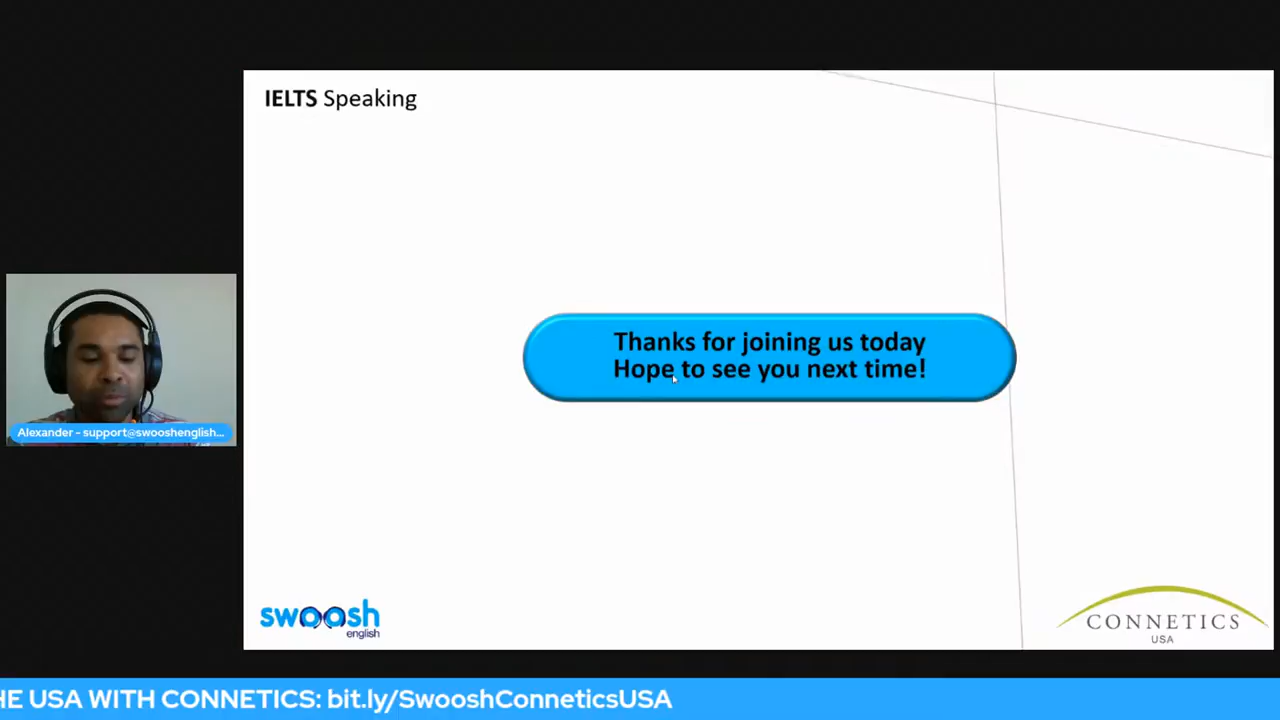 IELTS Speaking
Thanks for joining us today
Hope to see you next time!
Alexander - support@swooshenglish...
swoosh
english
CONNETICS
USA
HE USA WITH CONNETICS: bit.ly/SwooshConneticsUSA